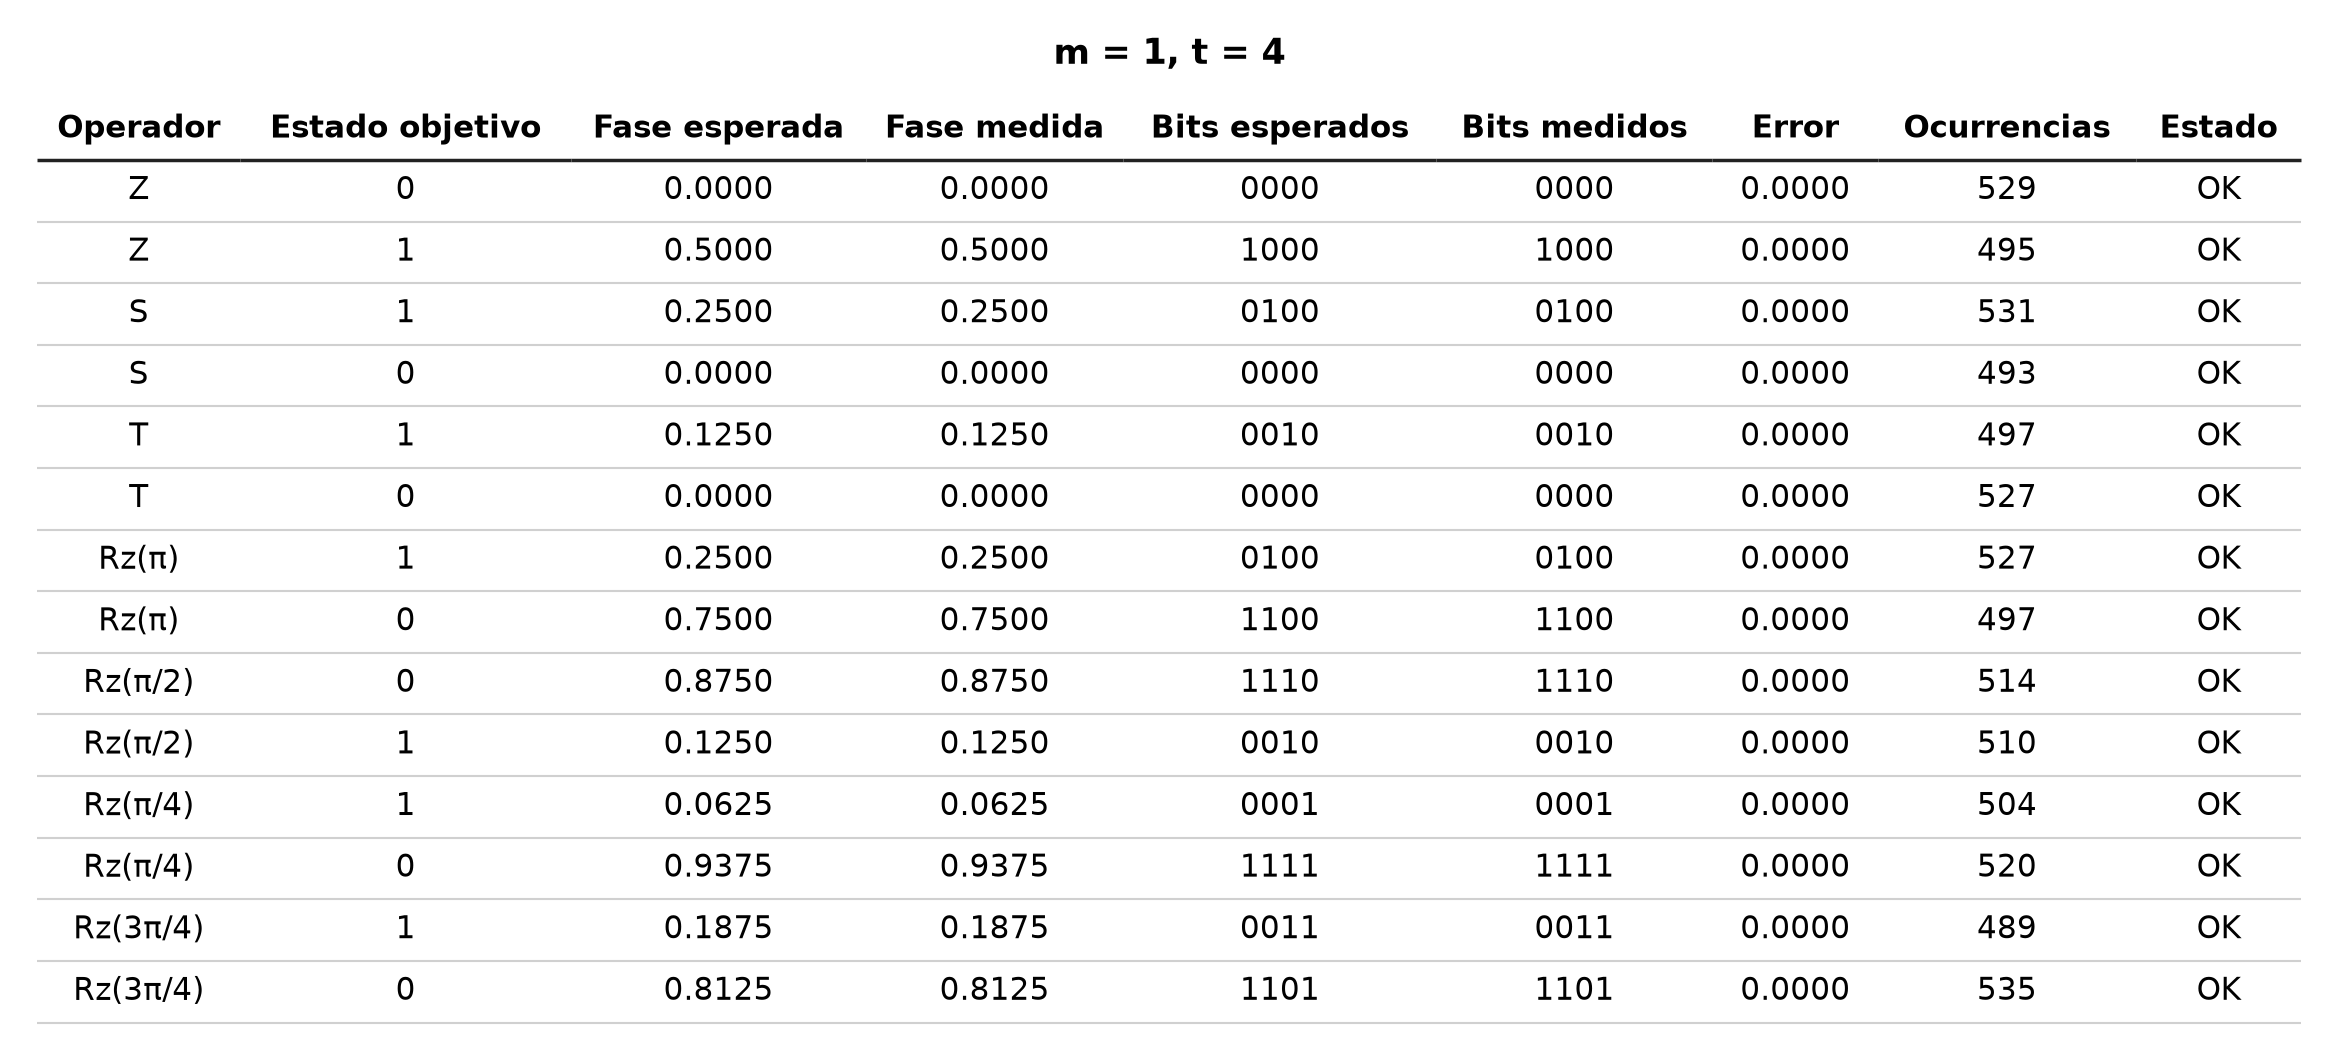 m = 1, t = 4
Operador Estado objetivo Fase esperada Fase medida Bits esperados Bits medidos Error Ocurrencias Estado
Z 0 0.0000 0.0000 0000 0000 0.0000 529 OK
Z 1 0.5000 0.5000 1000 1000 0.0000 495 OK
S 1 0.2500 0.2500 0100 0100 0.0000 531 OK
S 0 0.0000 0.0000 0000 0000 0.0000 493 OK
T 1 0.1250 0.1250 0010 0010 0.0000 497 OK
T 0 0.0000 0.0000 0000 0000 0.0000 527 OK
Rz(π) 1 0.2500 0.2500 0100 0100 0.0000 527 OK
Rz(π) 0 0.7500 0.7500 1100 1100 0.0000 497 OK
Rz(π/2) 0 0.8750 0.8750 1110 1110 0.0000 514 OK
Rz(π/2) 1 0.1250 0.1250 0010 0010 0.0000 510 OK
Rz(π/4) 1 0.0625 0.0625 0001 0001 0.0000 504 OK
Rz(π/4) 0 0.9375 0.9375 1111 1111 0.0000 520 OK
Rz(3π/4) 1 0.1875 0.1875 0011 0011 0.0000 489 OK
Rz(3π/4) 0 0.8125 0.8125 1101 1101 0.0000 535 OK